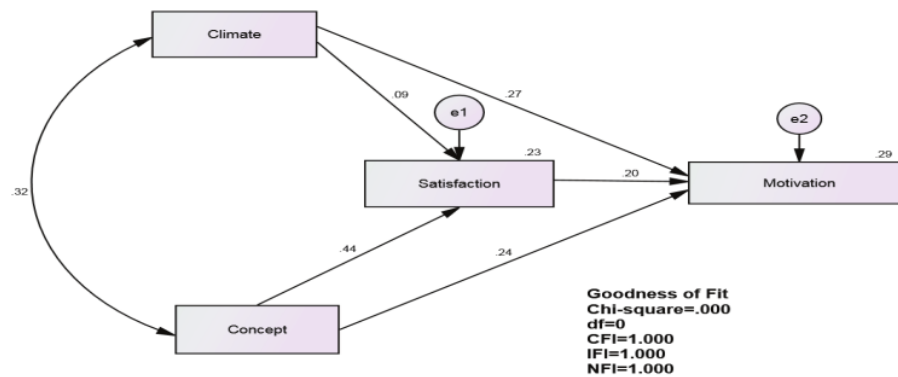 Climate
.09
.27
e1
e2
.32
.23
.29
Satisfaction
.20
Motivation
.44
.24
Concept
Goodness of Fit
Chi-square=.000
df=0
CFI=1.000
IFI=1.000
NFI=1.000